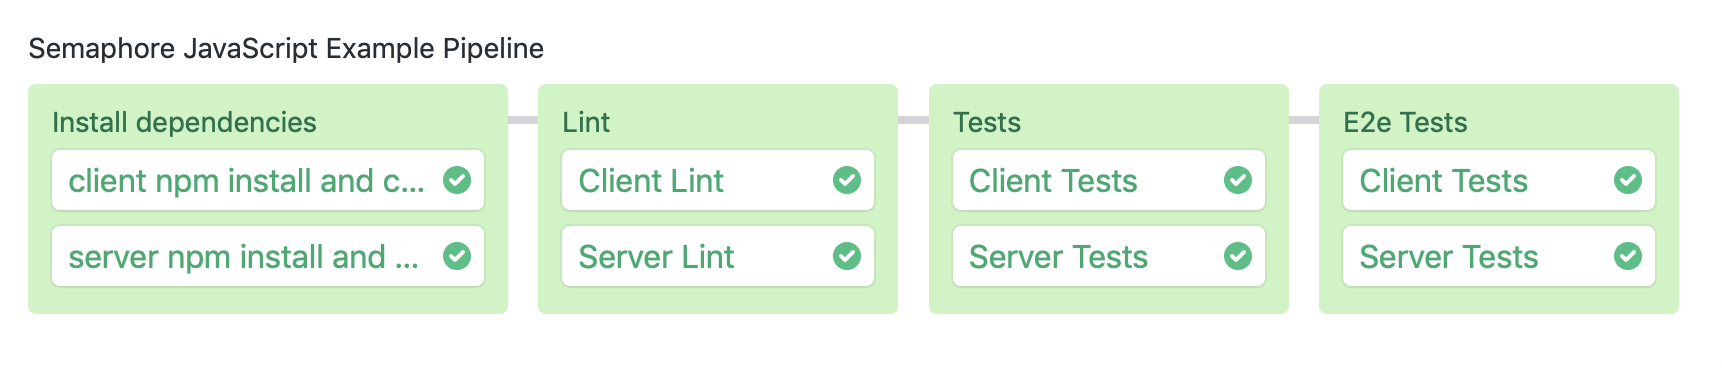 Semaphore JavaScript Example Pipeline
Install dependencies
client npm install and c...
server npm install and ...
Lint
Client Lint
Server Lint
Tests
Client Tests
Server Tests
E2e Tests
Client Tests
Server Tests